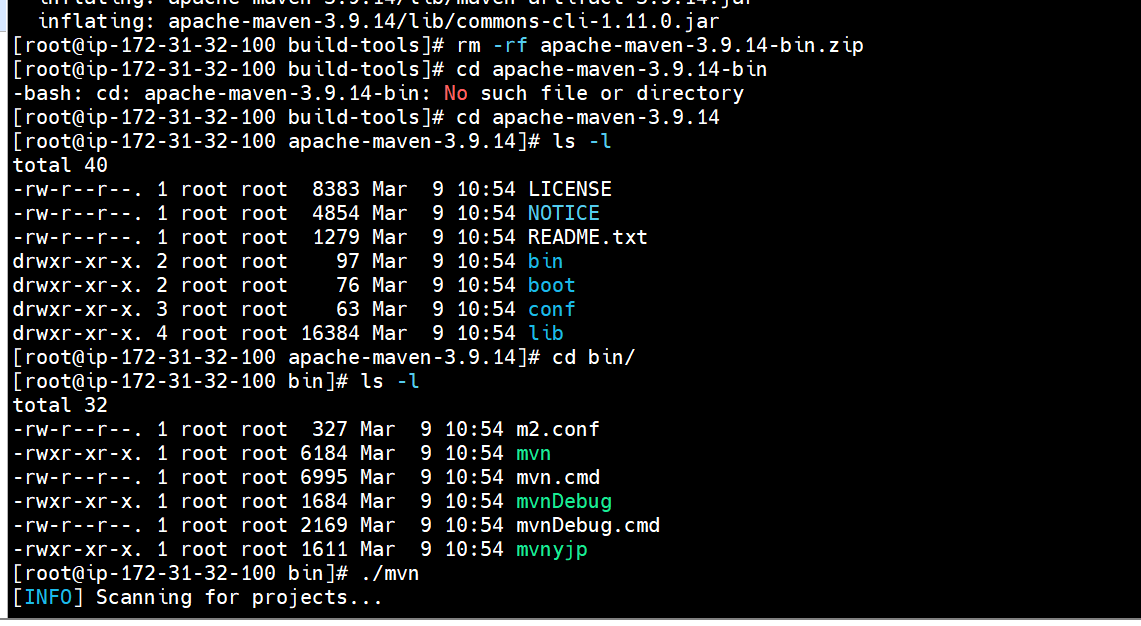 inflating: apache-maven-3.9.14/lib/maven-artifact-3.9.14.jar
inflating: apache-maven-3.9.14/lib/commons-cli-1.11.0.jar
[root@ip-172-31-32-100 build-tools]# rm -rf apache-maven-3.9.14-bin.zip
[root@ip-172-31-32-100 build-tools]# cd apache-maven-3.9.14-bin
-bash: cd: apache-maven-3.9.14-bin: No such file or directory
[root@ip-172-31-32-100 build-tools]# cd apache-maven-3.9.14
[root@ip-172-31-32-100 apache-maven-3.9.14]# ls -l
total 40
-rw-r--r--. 1 root root  8383 Mar  9 10:54 LICENSE
-rw-r--r--. 1 root root  4854 Mar  9 10:54 NOTICE
-rw-r--r--. 1 root root  1279 Mar  9 10:54 README.txt
drwxr-xr-x. 2 root root    97 Mar  9 10:54 bin
drwxr-xr-x. 2 root root    76 Mar  9 10:54 boot
drwxr-xr-x. 3 root root    63 Mar  9 10:54 conf
drwxr-xr-x. 4 root root 16384 Mar  9 10:54 lib
[root@ip-172-31-32-100 apache-maven-3.9.14]# cd bin/
[root@ip-172-31-32-100 bin]# ls -l
total 32
-rw-r--r--. 1 root root  327 Mar  9 10:54 m2.conf
-rwxr-xr-x. 1 root root 6184 Mar  9 10:54 mvn
-rw-r--r--. 1 root root 6995 Mar  9 10:54 mvn.cmd
-rwxr-xr-x. 1 root root 1684 Mar  9 10:54 mvnDebug
-rw-r--r--. 1 root root 2169 Mar  9 10:54 mvnDebug.cmd
-rwxr-xr-x. 1 root root 1611 Mar  9 10:54 mvnyjp
[root@ip-172-31-32-100 bin]# ./mvn
[INFO] Scanning for projects...